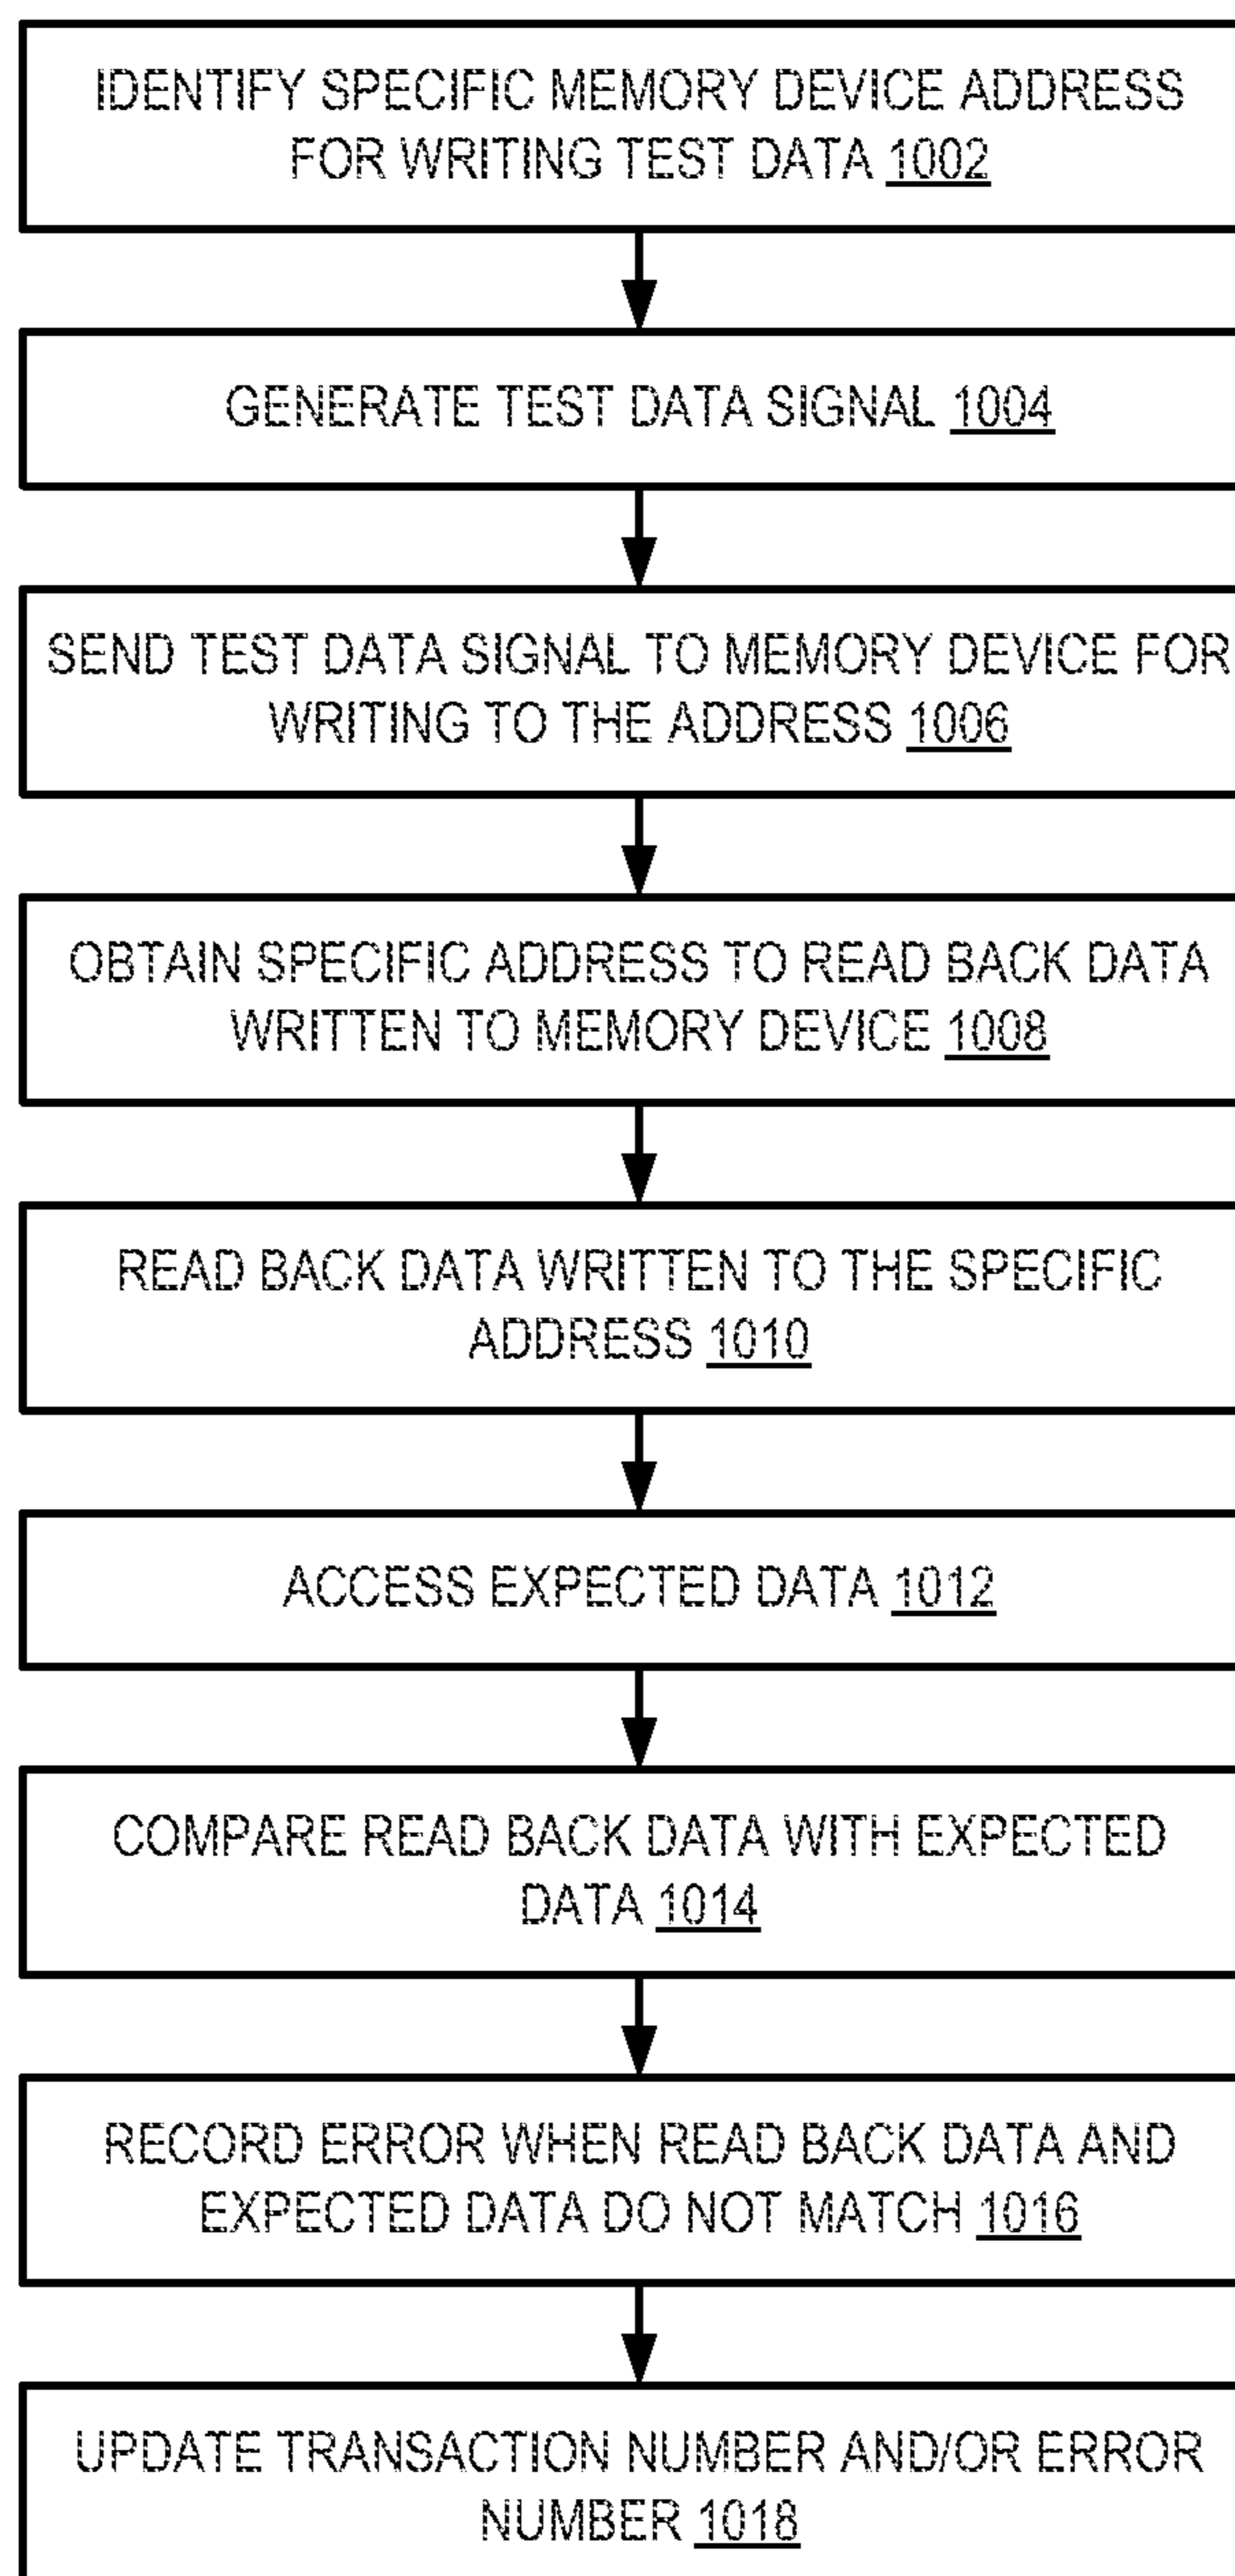 IDENTIFY SPECIFIC MEMORY DEVICE ADDRESS
FOR WRITING TEST DATA 1002
GENERATE TEST DATA SIGNAL 1004
SEND TEST DATA SIGNAL TO MEMORY DEVICE FOR
WRITING TO THE ADDRESS 1006
OBTAIN SPECIFIC ADDRESS TO READ BACK DATA
WRITTEN TO MEMORY DEVICE 1008
READ BACK DATA WRITTEN TO THE SPECIFIC
ADDRESS 1010
ACCESS EXPECTED DATA 1012
COMPARE READ BACK DATA WITH EXPECTED
DATA 1014
RECORD ERROR WHEN READ BACK DATA AND
EXPECTED DATA DO NOT MATCH 1016
UPDATE TRANSACTION NUMBER AND/OR ERROR
NUMBER 1018